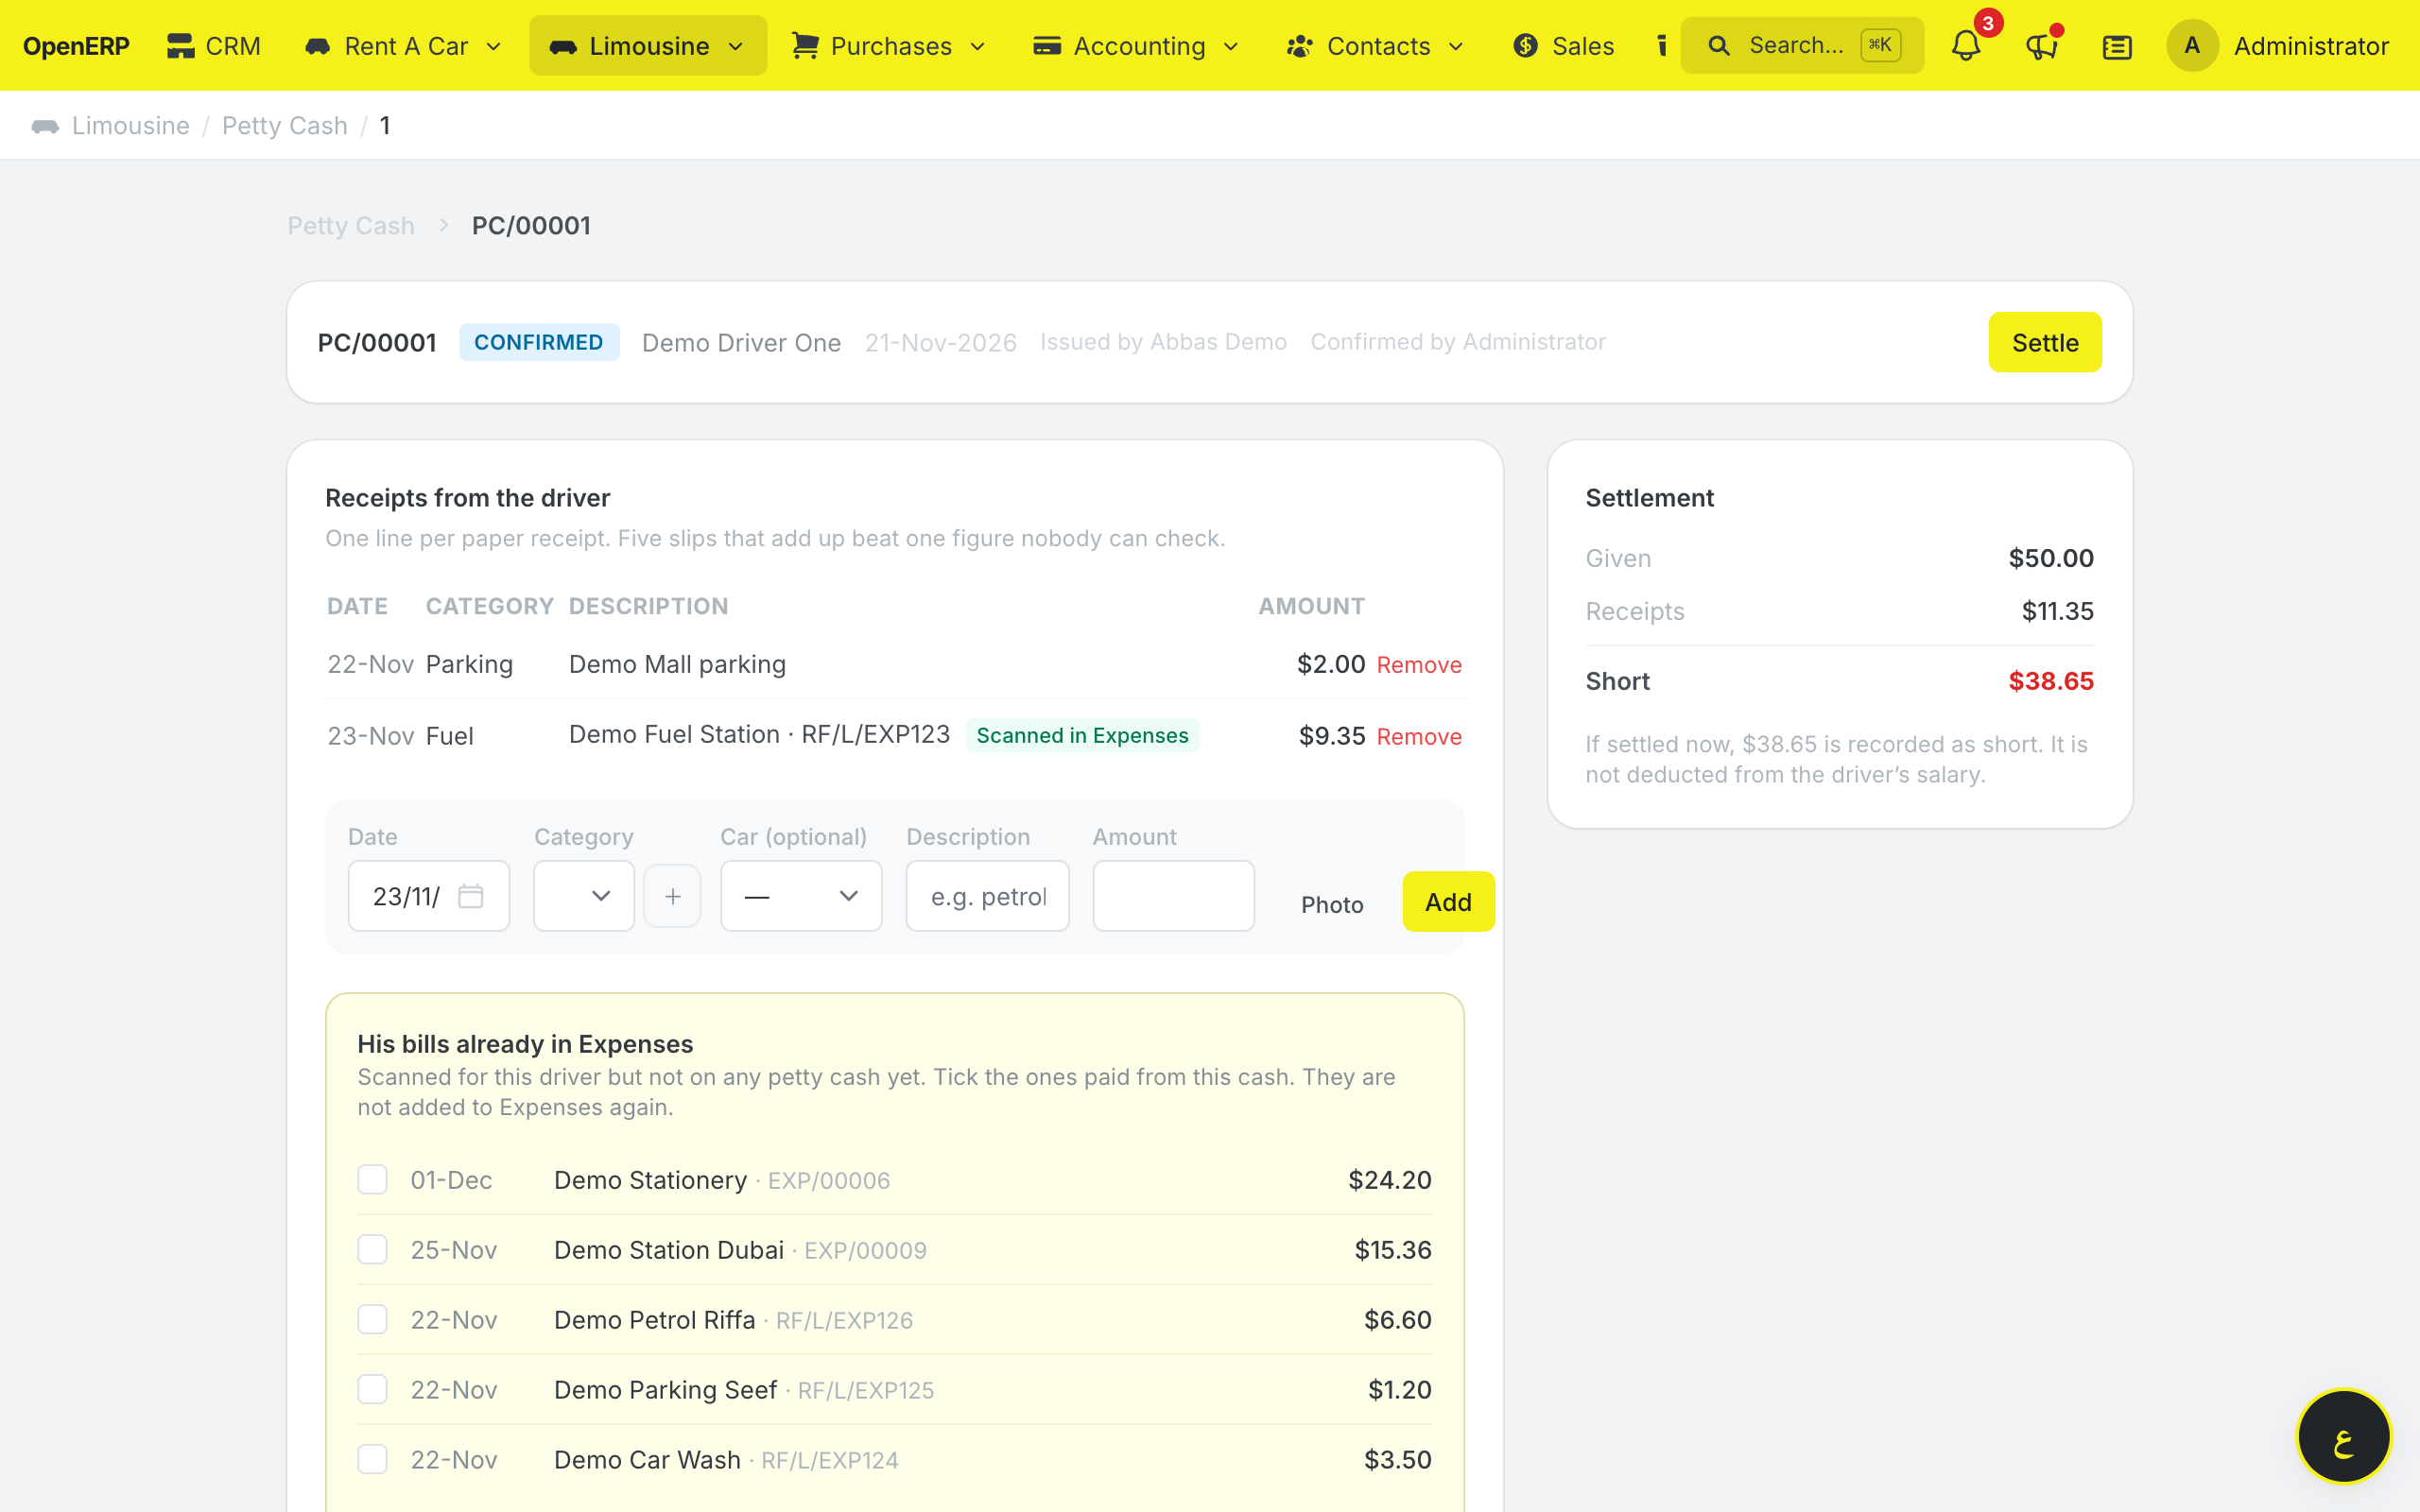 OpenERP CRM Rent A Car Limousine Purchases Accounting Contacts Sales Search... ⌘K 3 A Administrator
Limousine / Petty Cash / 1
Petty Cash > PC/00001
PC/00001 CONFIRMED Demo Driver One 21-Nov-2026 Issued by Abbas Demo Confirmed by Administrator Settle
Receipts from the driver
One line per paper receipt. Five slips that add up beat one figure nobody can check.
DATE CATEGORY DESCRIPTION AMOUNT
22-Nov Parking Demo Mall parking $2.00 Remove
23-Nov Fuel Demo Fuel Station · RF/L/EXP123 Scanned in Expenses $9.35 Remove
Date Category Car (optional) Description Amount
23/11/ + — e.g. petrol Photo Add
His bills already in Expenses
Scanned for this driver but not on any petty cash yet. Tick the ones paid from this cash. They are
not added to Expenses again.
01-Dec Demo Stationery · EXP/00006 $24.20
25-Nov Demo Station Dubai · EXP/00009 $15.36
22-Nov Demo Petrol Riffa · RF/L/EXP126 $6.60
22-Nov Demo Parking Seef · RF/L/EXP125 $1.20
22-Nov Demo Car Wash · RF/L/EXP124 $3.50
Settlement
Given $50.00
Receipts $11.35
Short $38.65
If settled now, $38.65 is recorded as short. It is
not deducted from the driver’s salary.
ع